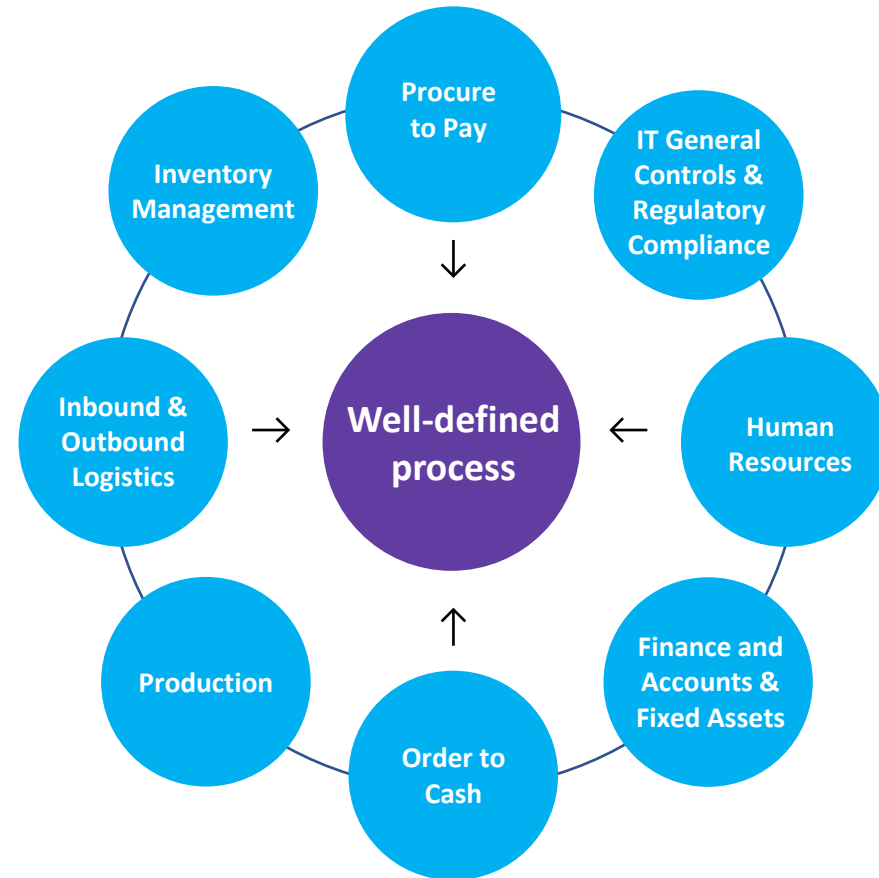 Procure
to Pay
IT General
Controls &
Regulatory
Compliance
Human
Resources
Finance and
Accounts &
Fixed Assets
Order to
Cash
Production
Inbound &
Outbound
Logistics
Inventory
Management
Well-defined
process